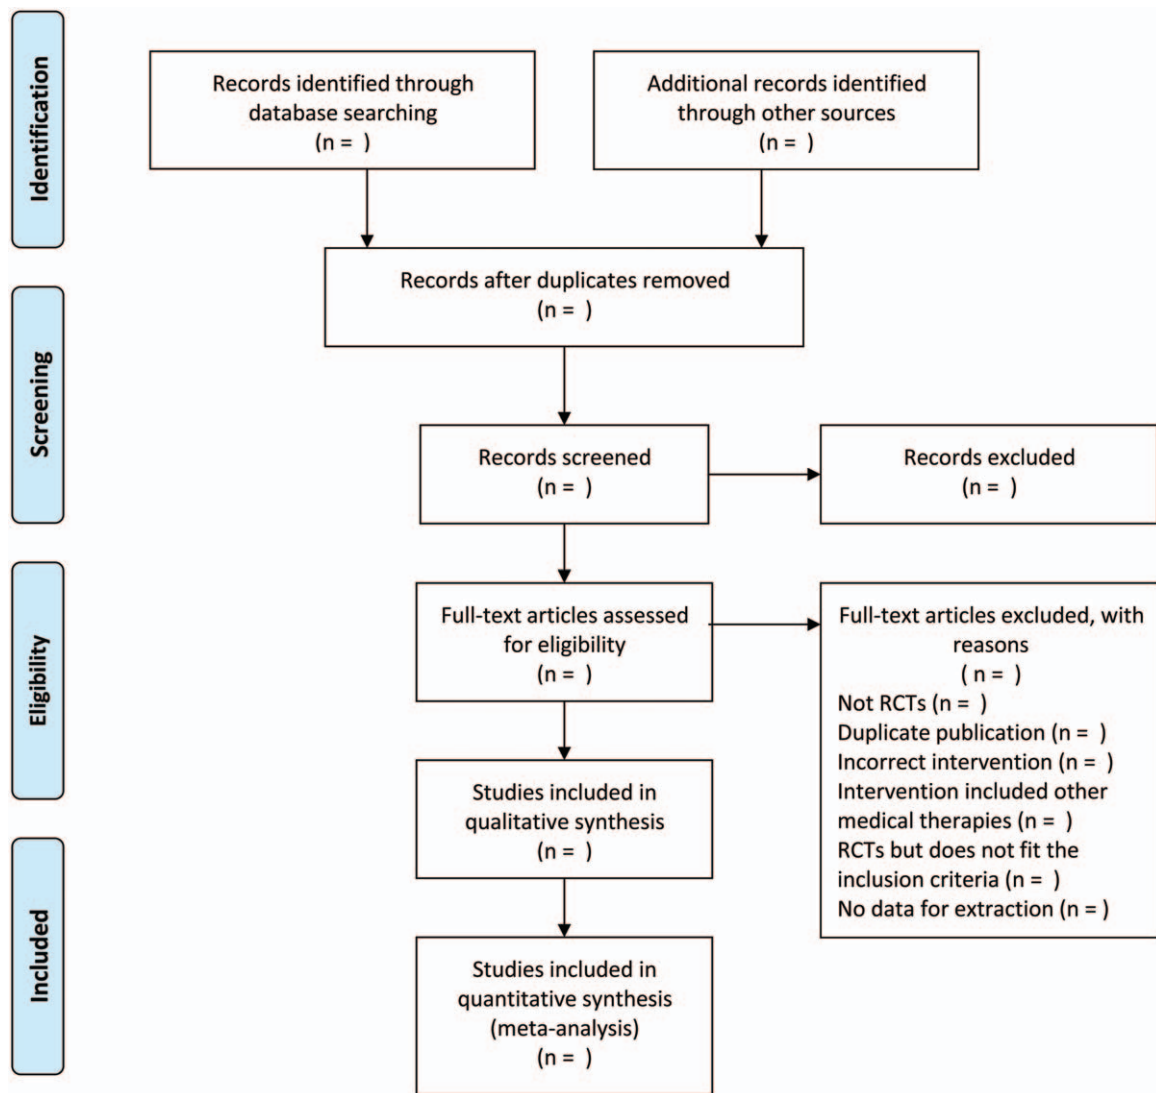 Identification
Records identified through
database searching
(n =  )
Additional records identified
through other sources
(n =  )
Records after duplicates removed
(n =  )
Screening
Records screened
(n =  )
Records excluded
(n =  )
Eligibility
Full-text articles assessed
for eligibility
(n =  )
Full-text articles excluded, with
reasons
( n =  )
Not RCTs (n =  )
Duplicate publication (n =  )
Incorrect intervention (n =  )
Intervention included other
medical therapies (n =  )
RCTs but does not fit the
inclusion criteria (n =  )
No data for extraction (n = )
Studies included in
qualitative synthesis
(n =  )
Included
Studies included in
quantitative synthesis
(meta-analysis)
(n =  )